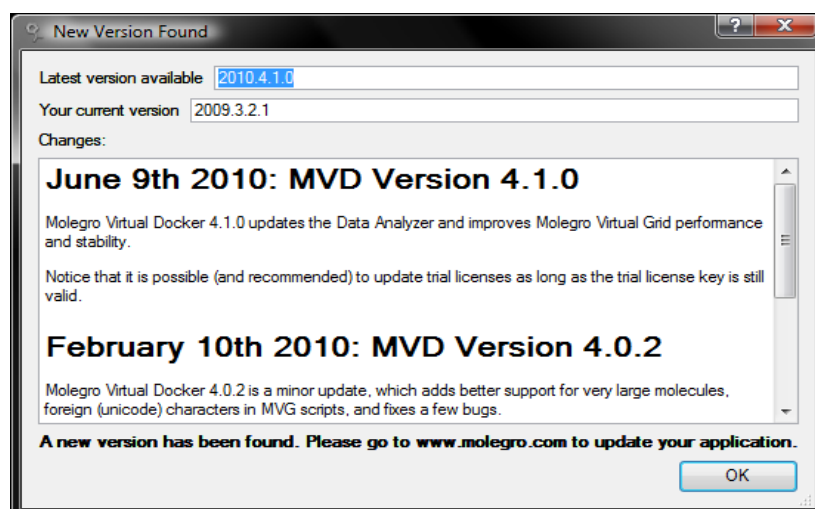 New Version Found
?
X
Latest version available 2010.4.1.0
Your current version 2009.3.2.1
Changes:
June 9th 2010: MVD Version 4.1.0
Molegro Virtual Docker 4.1.0 updates the Data Analyzer and improves Molegro Virtual Grid performance
and stability.
Notice that it is possible (and recommended) to update trial licenses as long as the trial license key is still
valid.
February 10th 2010: MVD Version 4.0.2
Molegro Virtual Docker 4.0.2 is a minor update, which adds better support for very large molecules,
foreign (unicode) characters in MVG scripts, and fixes a few bugs.
A new version has been found. Please go to www.molegro.com to update your application.
OK